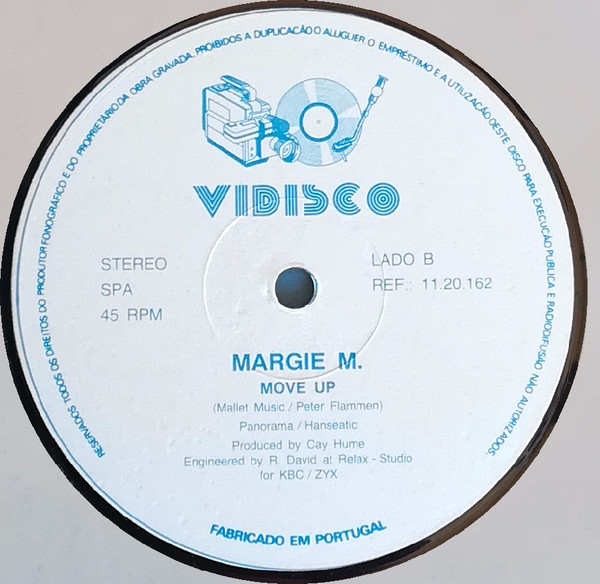 RESERVADOS TODOS OS DIREITOS DO PRODUTOR FONOGRÁFICO E DO PROPRIETÁRIO DA OBRA GRAVADA. PROIBIDOS A DUPLICAÇÃO O ALUGUER O EMPRÉSTIMO E A UTILIZAÇÃO DESTE DISCO PARA EXECUÇÃO PUBLICA E RADIODIFUSÃO NÃO AUTORIZADOS.
VIDISCO
STEREO
SPA
45 RPM
LADO B
REF.: 11.20.162
MARGIE M.
MOVE UP
(Mallet Music / Peter Flammen)
Panorama / Hanseatic
Produced by Cay Hume
Engineered by R. David at Relax - Studio
for KBC / ZYX
FABRICADO EM PORTUGAL